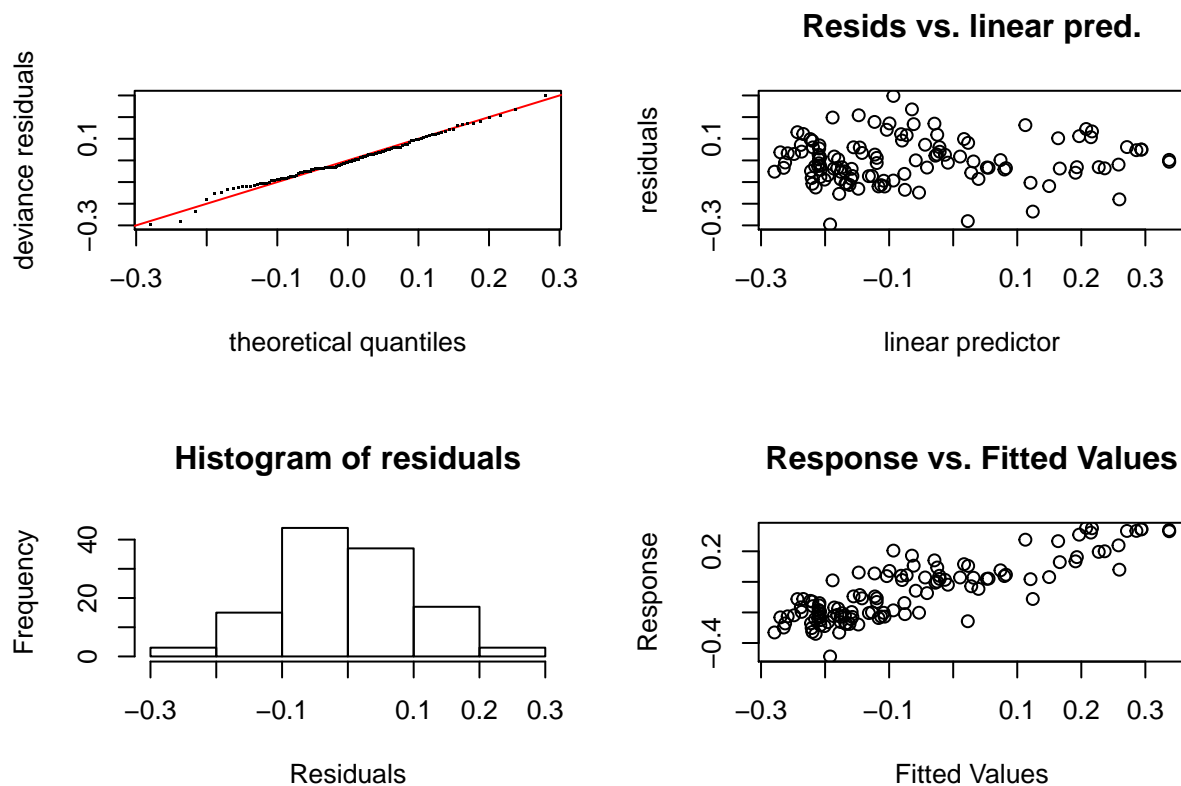 deviance residuals
0.1
−0.3
−0.3
−0.1
0.0
0.1
0.2
0.3
theoretical quantiles
Resids vs. linear pred.
residuals
0.1
−0.3
−0.3
−0.1
0.1
0.2
0.3
linear predictor
Histogram of residuals
Frequency
40
20
0
−0.3
−0.1
0.1
0.2
0.3
Residuals
Response vs. Fitted Values
Response
0.2
−0.4
−0.3
−0.1
0.1
0.2
0.3
Fitted Values